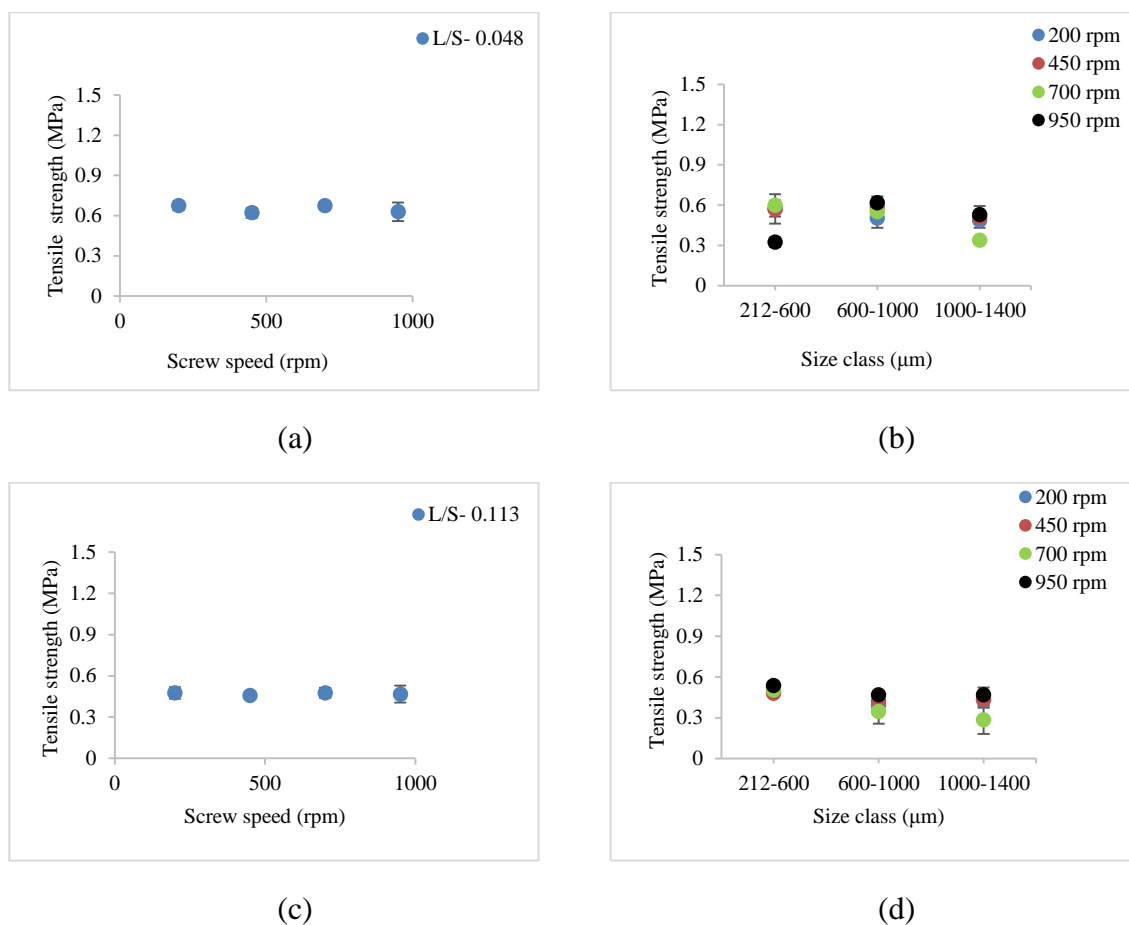 L/S- 0.048
Tensile strength (MPa)
1.5
1.2
0.9
0.6
0.3
0
0 500 1000
Screw speed (rpm)
(a)
200 rpm
450 rpm
700 rpm
950 rpm
Tensile strength (MPa)
1.5
1.2
0.9
0.6
0.3
0
212-600 600-1000 1000-1400
Size class (μm)
(b)
L/S- 0.113
Tensile strength (MPa)
1.5
1.2
0.9
0.6
0.3
0
0 500 1000
Screw speed (rpm)
(c)
200 rpm
450 rpm
700 rpm
950 rpm
Tensile strength (MPa)
1.5
1.2
0.9
0.6
0.3
0
212-600 600-1000 1000-1400
Size class (μm)
(d)